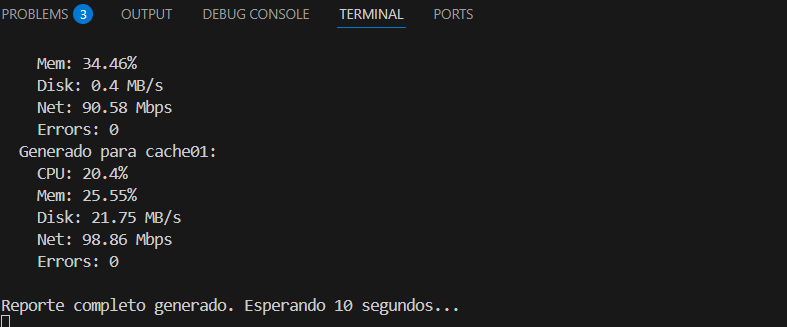 PROBLEMS 3 OUTPUT DEBUG CONSOLE TERMINAL PORTS
Mem: 34.46%
Disk: 0.4 MB/s
Net: 90.58 Mbps
Errors: 0
Generado para cache01:
CPU: 20.4%
Mem: 25.55%
Disk: 21.75 MB/s
Net: 98.86 Mbps
Errors: 0
Reporte completo generado. Esperando 10 segundos...